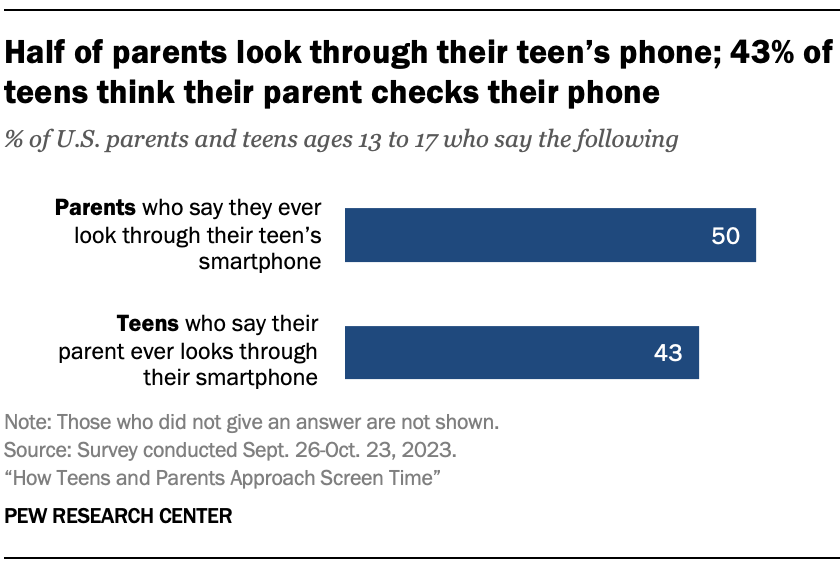 Half of parents look through their teen’s phone; 43% of
teens think their parent checks their phone
% of U.S. parents and teens ages 13 to 17 who say the following
Parents who say they ever
look through their teen’s
smartphone
50
Teens who say their
parent ever looks through
their smartphone
43
Note: Those who did not give an answer are not shown.
Source: Survey conducted Sept. 26-Oct. 23, 2023.
“How Teens and Parents Approach Screen Time”
PEW RESEARCH CENTER